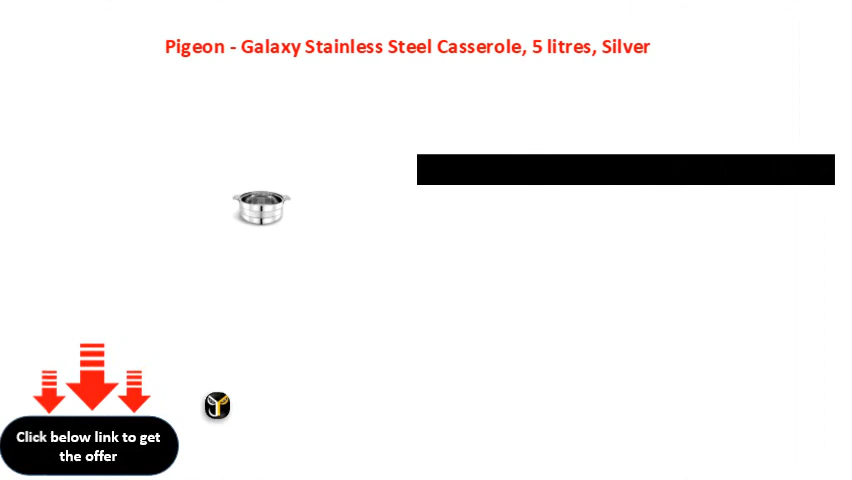 Pigeon - Galaxy Stainless Steel Casserole, 5 litres, Silver
Click below link to get
the offer